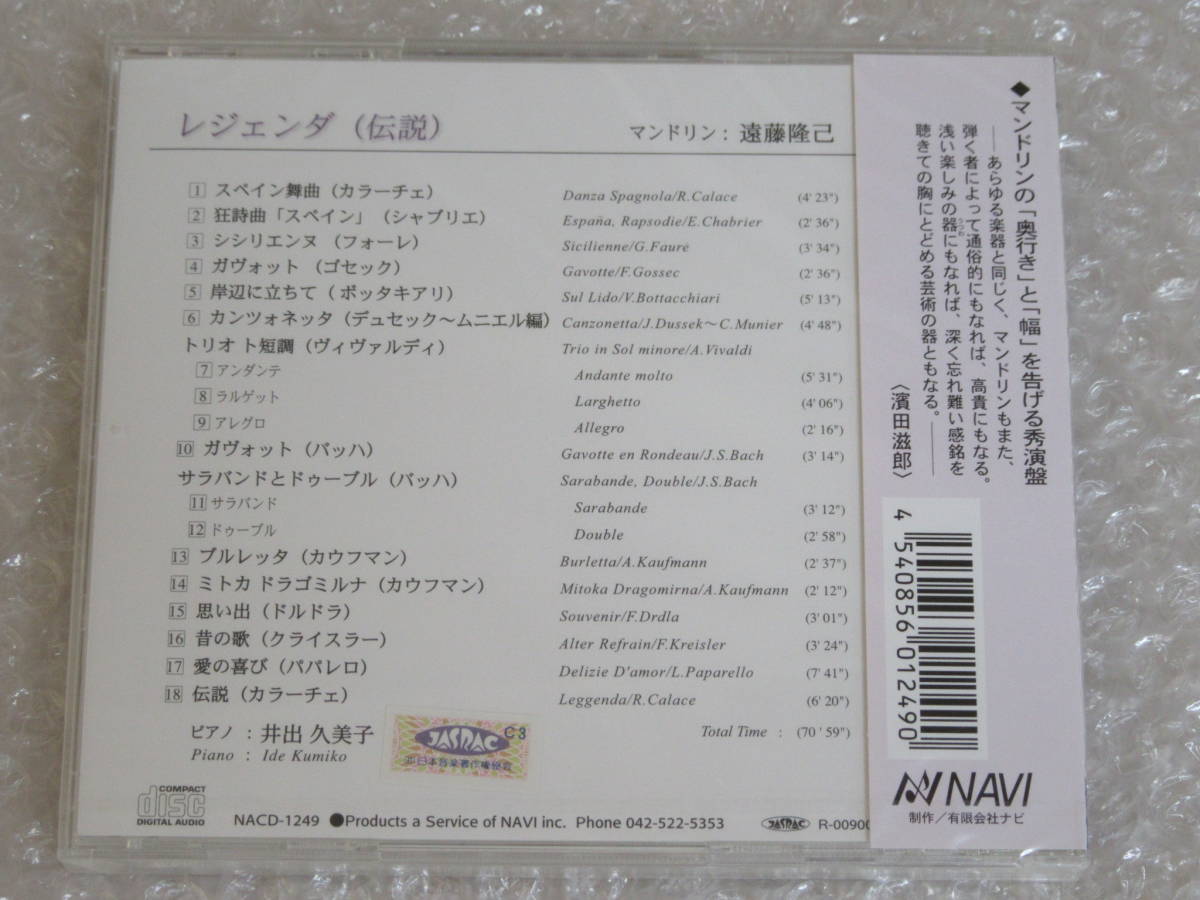 レジェンダ（伝説）
マンドリン：遠藤隆己
1 スペイン舞曲（カラーチェ） Danza Spagnola/R.Calace (4' 23")
2 狂詩曲「スペイン」（シャブリエ） España, Rapsodie/E.Chabrier (2' 36")
3 シシリエンヌ （フォーレ） Sicilienne/G.Fauré (3' 34")
4 ガヴォット （ゴセック） Gavotte/F.Gossec (2' 36")
5 岸辺に立ちて（ ボッタキアリ） Sul Lido/V.Bottacchiari (5' 13")
6 カンツォネッタ（デュセック～ムニエル編） Canzonetta/J.Dussek～C.Munier (4' 48")
トリオ ト短調（ヴィヴァルディ） Trio in Sol minore/A.Vivaldi
7 アンダンテ Andante molto (5' 31")
8 ラルゲット Larghetto (4' 06")
9 アレグロ Allegro (2' 16")
10 ガヴォット（バッハ） Gavotte en Rondeau/J.S.Bach (3' 14")
サラバンドとドゥーブル（バッハ） Sarabande, Double/J.S.Bach
11 サラバンド Sarabande (3' 12")
12 ドゥーブル Double (2' 58")
13 ブルレッタ（カウフマン） Burletta/A.Kaufmann (2' 37")
14 ミトカ ドラゴミルナ（カウフマン） Mitoka Dragomirna/A.Kaufmann (2' 12")
15 思い出（ドルドラ） Souvenir/F.Drdla (3' 01")
16 昔の歌（クライスラー） Alter Refrain/F.Kreisler (3' 24")
17 愛の喜び（パパレロ） Delizie D'amor/L.Paparello (7' 41")
18 伝説（カラーチェ） Leggenda/R.Calace (6' 20")
ピアノ ：井出 久美子
Piano ： Ide Kumiko
Total Time ： (70 ' 59")
JASRAC C3
日本音楽著作権協会
COMPACT
disc
DIGITAL AUDIO
NACD-1249 ●Products a Service of NAVI inc. Phone 042-522-5353
JASRAC R-00900
◆マンドリンの「奥行き」と「幅」を告げる秀演盤
――あらゆる楽器と同じく、マンドリンもまた、
弾く者によって通俗的にもなれば、高貴にもなる。
浅い楽しみの器にもなれば、深く忘れ難い感銘を
うつわ
聴きての胸にとどめる芸術の器ともなる。――
〈濱田滋郎〉
4 540856 012490
NAVI
制作／有限会社ナビ